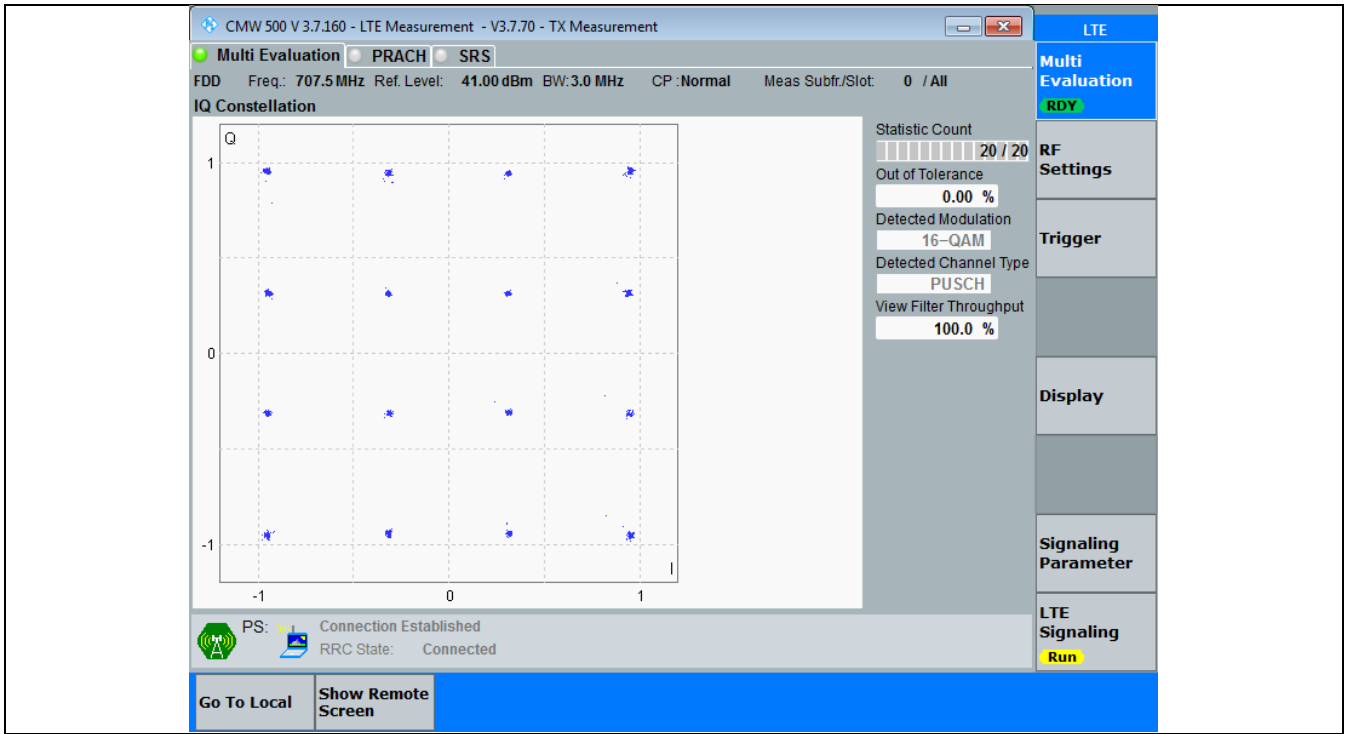 CMW 500 V 3.7.160 - LTE Measurement - V3.7.70 - TX Measurement
LTE
Multi Evaluation PRACH SRS
FDD Freq.: 707.5 MHz Ref. Level: 41.00 dBm BW: 3.0 MHz CP : Normal Meas Subfr./Slot: 0 / All
IQ Constellation
Q
1
0
-1
I
-1 0 1
Statistic Count
20 / 20
Out of Tolerance
0.00 %
Detected Modulation
16-QAM
Detected Channel Type
PUSCH
View Filter Throughput
100.0 %
Multi
Evaluation
RDY
RF
Settings
Trigger
Display
Signaling
Parameter
LTE
Signaling
Run
PS: Connection Established
RRC State: Connected
Go To Local
Show Remote
Screen